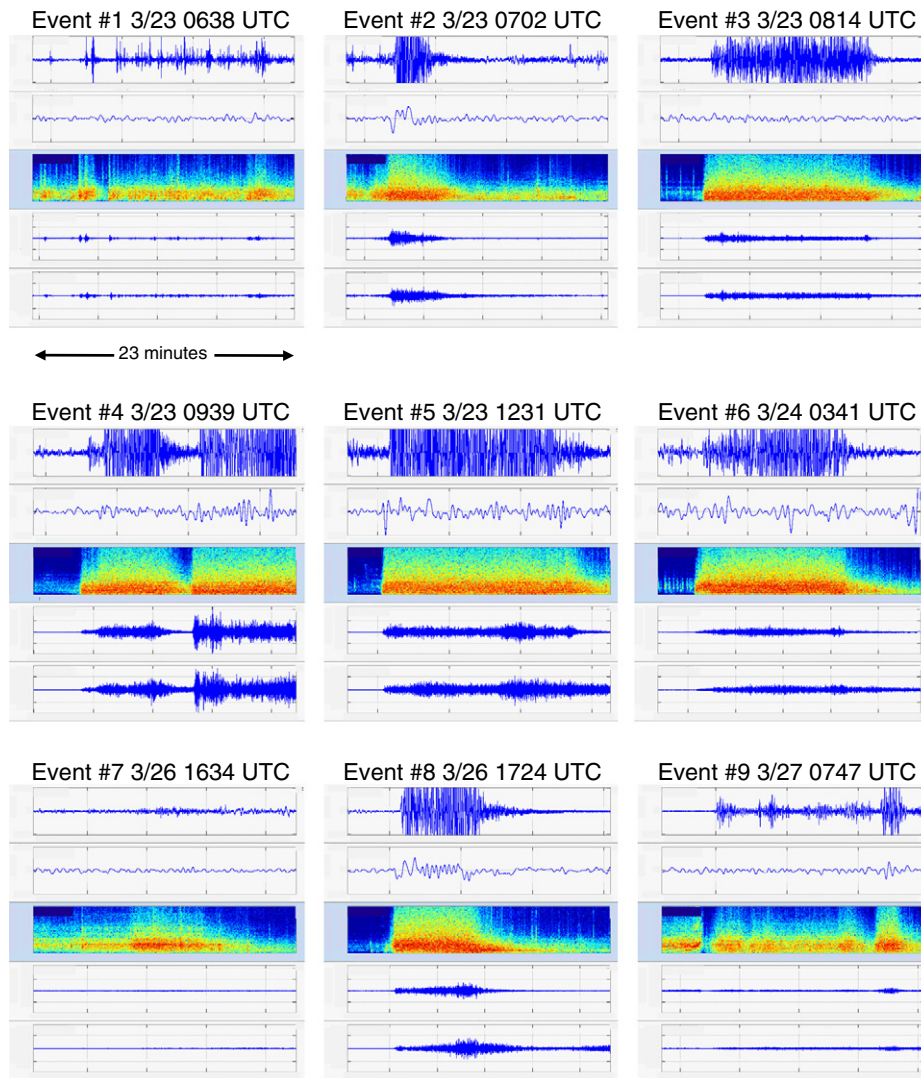 Event #1 3/23 0638 UTC
Event #2 3/23 0702 UTC
Event #3 3/23 0814 UTC
23 minutes
Event #4 3/23 0939 UTC
Event #5 3/23 1231 UTC
Event #6 3/24 0341 UTC
Event #7 3/26 1634 UTC
Event #8 3/26 1724 UTC
Event #9 3/27 0747 UTC